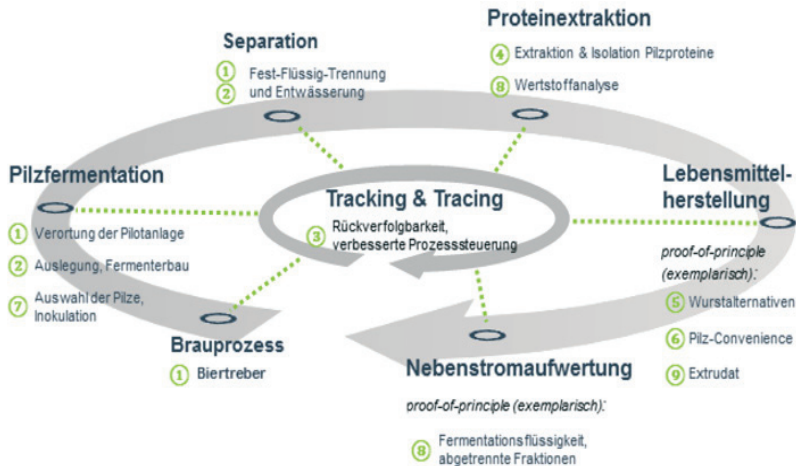 Proteinextraktion
④ Extraktion & Isolation Pilzproteine
⑧ Wertstoffanalyse
Separation
① Fest-Flüssig-Trennung
② und Entwässerung
Pilzfermentation
① Verortung der Pilotanlage
② Auslegung, Fermenterbau
⑦ Auswahl der Pilze,
Inokulation
Tracking & Tracing
③ Rückverfolgbarkeit,
verbesserte Prozesssteuerung
Lebensmittel-
herstellung
proof-of-principle
(exemplarisch):
⑤ Wurstalternativen
⑥ Pilz-Convenience
⑨ Extrudat
Brauprozess
① Biertreber
Nebenstromaufwertung
proof-of-principle (exemplarisch):
⑧ Fermentationsflüssigkeit,
abgetrennte Fraktionen